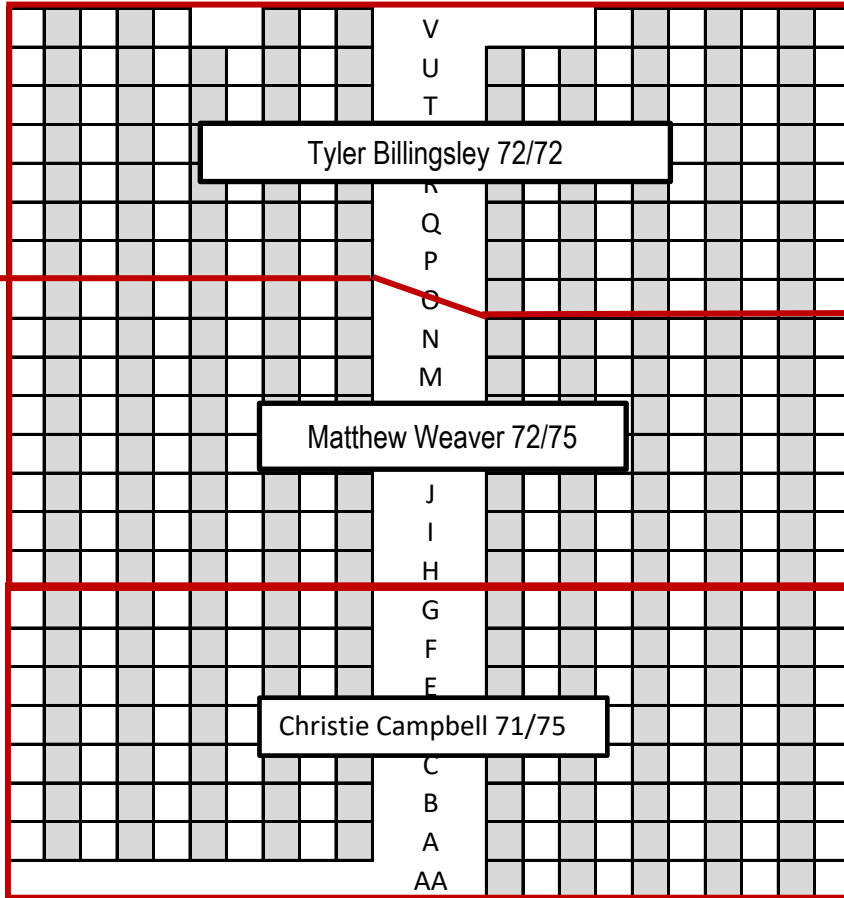 V
U
T
Tyler Billingsley 72/72
R
Q
P
O
N
M
Matthew Weaver 72/75
J
I
H
G
F
E
Christie Campbell 71/75
C
B
A
AA